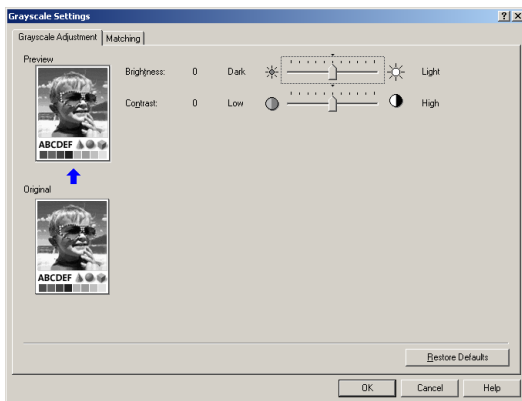 Grayscale Settings
Grayscale Adjustment Matching
Preview
Brightness: 0 Dark Light
Contrast: 0 Low High
ABCDEF
Original
ABCDEF
Restore Defaults
OK Cancel Help